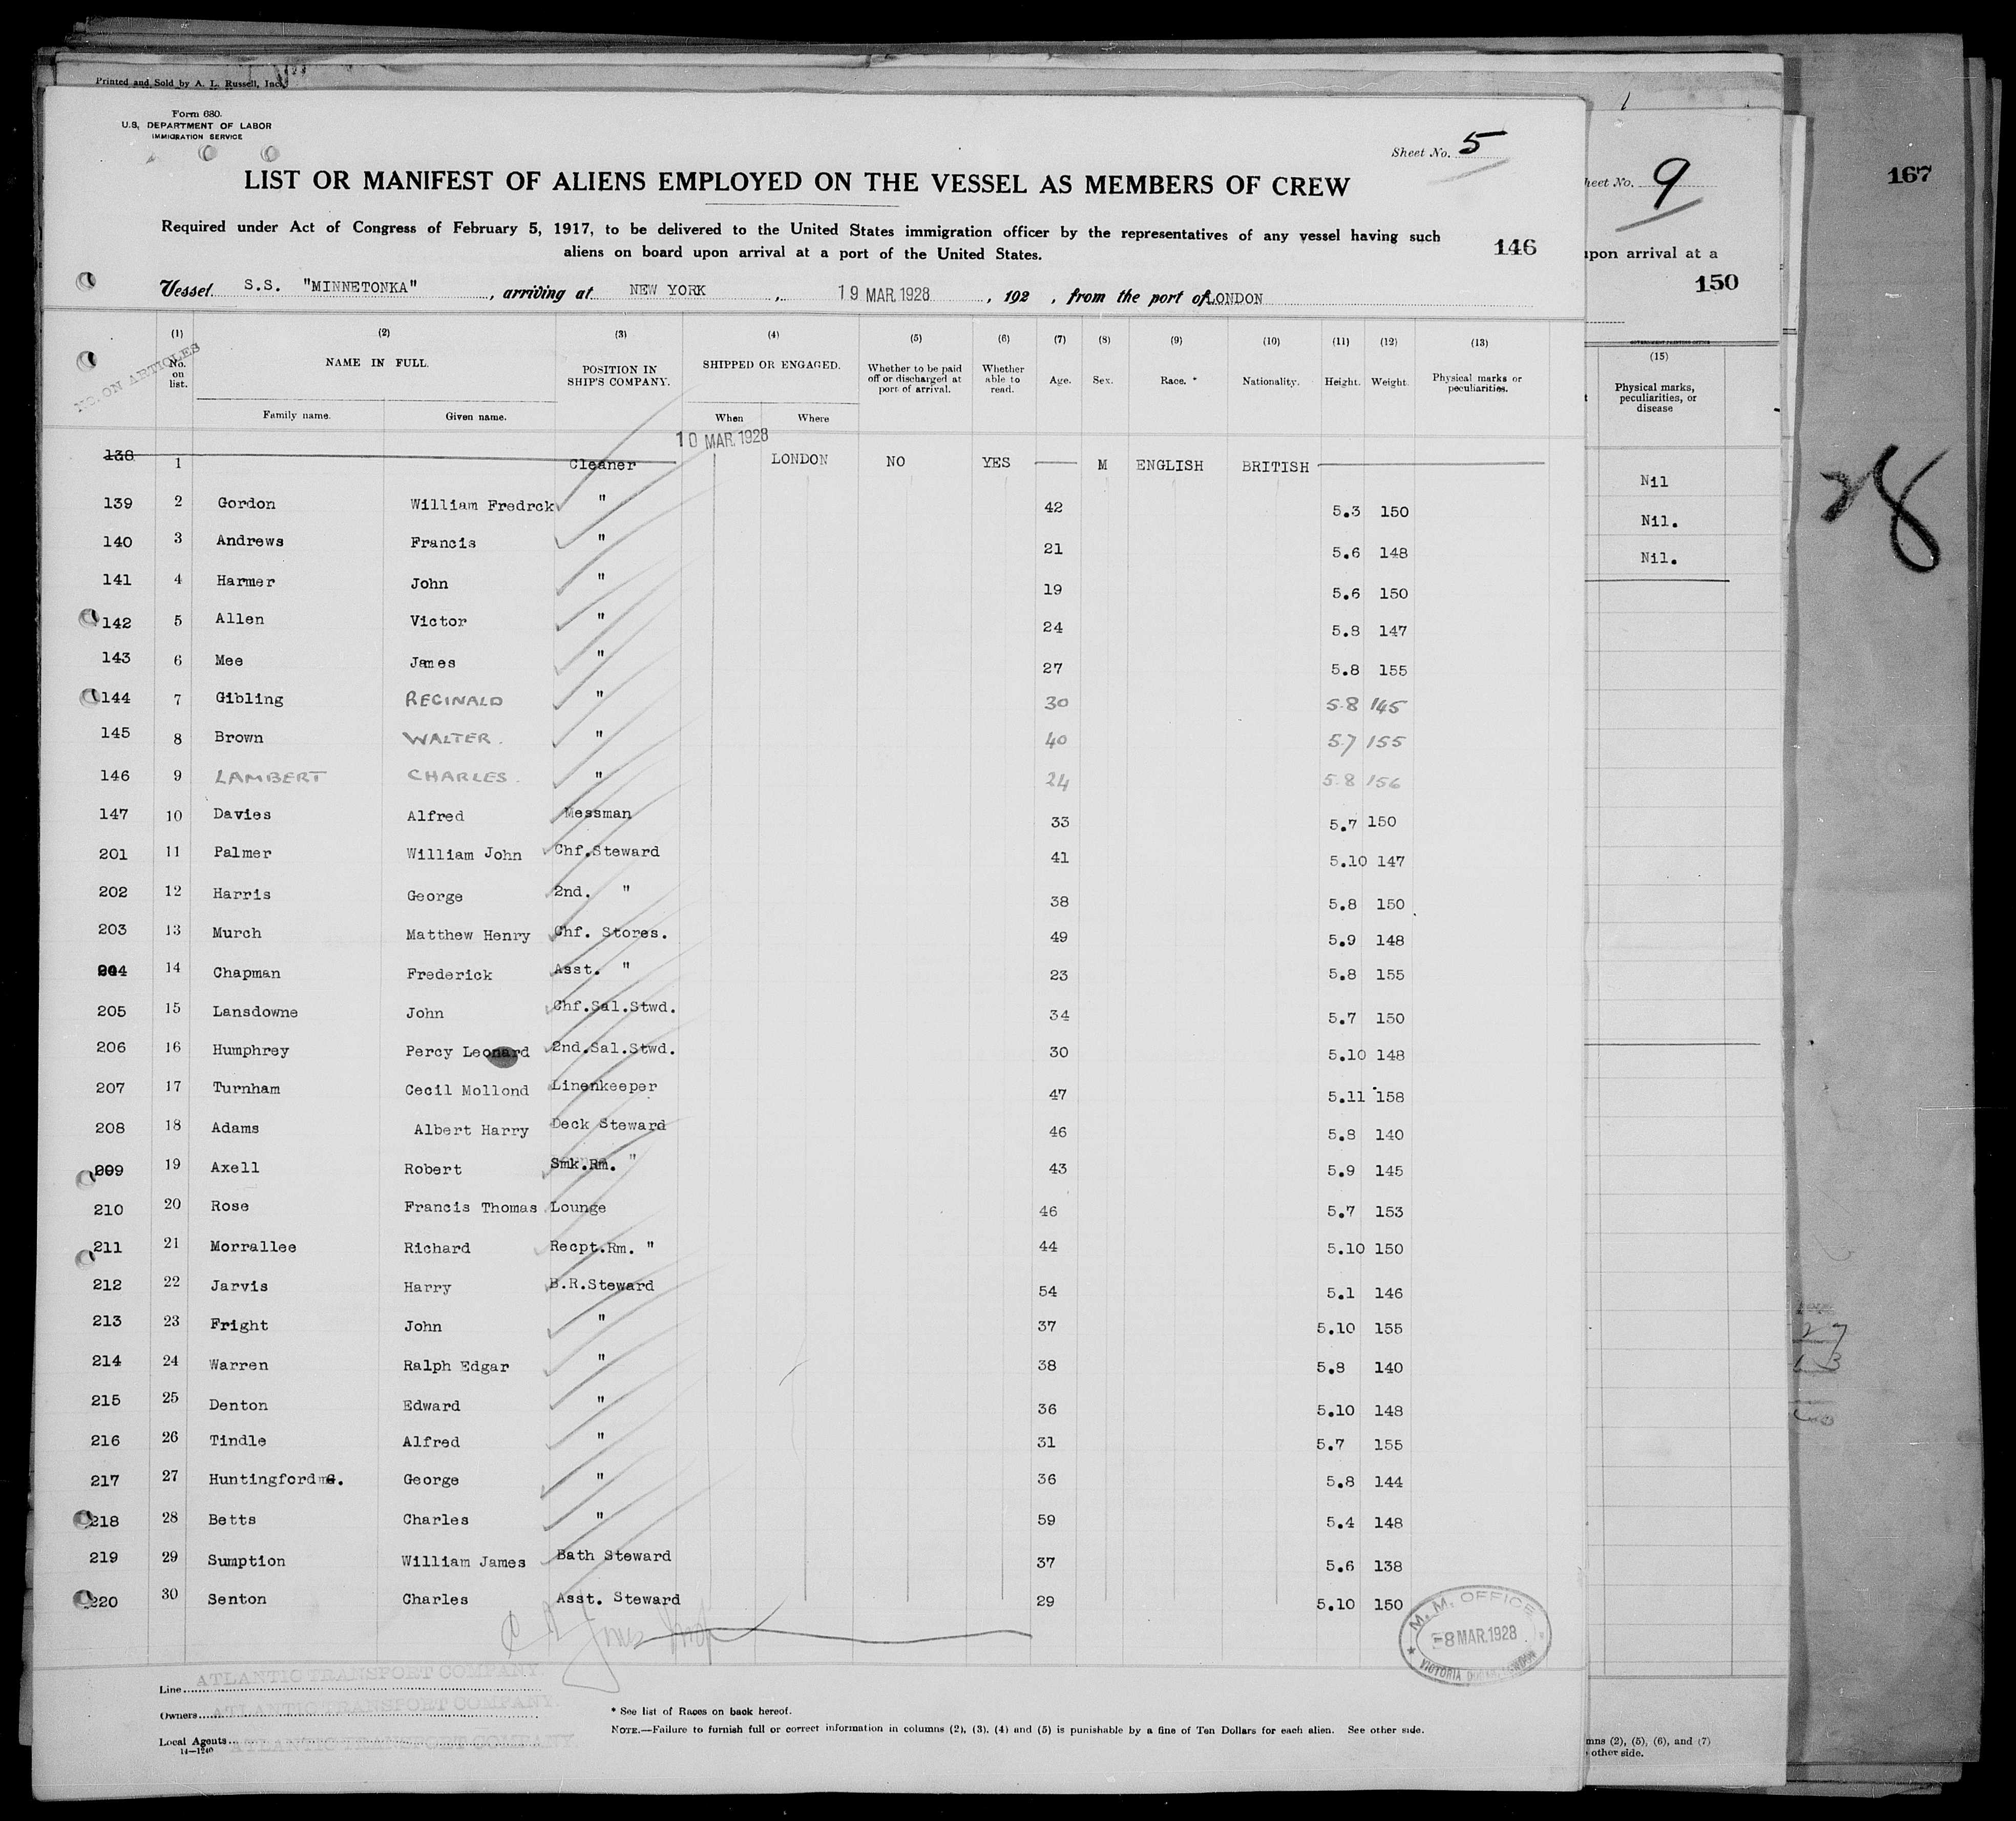 Printed and Sold by A. L. Russell, Inc.
Form 680.
U.S. DEPARTMENT OF LABOR
IMMIGRATION SERVICE
Sheet No. 5
LIST OR MANIFEST OF ALIENS EMPLOYED ON THE VESSEL AS MEMBERS OF CREW
Required under Act of Congress of February 5, 1917, to be delivered to the United States immigration officer by the representatives of any vessel having such
aliens on board upon arrival at a port of the United States.
146
Vessel S.S. "MINNETONKA", arriving at NEW YORK, 19 MAR. 1928, 192 , from the port of LONDON
NO. ON ARTICLES
(1) (2) (3) (4) (5) (6) (7) (8) (9) (10) (11) (12) (13)
No. on list.
NAME IN FULL.
Family name. Given name.
POSITION IN SHIP'S COMPANY.
SHIPPED OR ENGAGED.
When Where
Whether to be paid off or discharged at port of arrival.
Whether able to read.
Age. Sex. Race. * Nationality. Height. Weight.
Physical marks or peculiarities.
10 MAR. 1928
138 1 Cleaner LONDON NO YES M ENGLISH BRITISH
139 2 Gordon William Fredrck " 42 5.3 150
140 3 Andrews Francis " 21 5.6 148
141 4 Harmer John " 19 5.6 150
142 5 Allen Victor " 24 5.8 147
143 6 Mee James " 27 5.8 155
144 7 Gibling REGINALD " 30 5.8 145
145 8 Brown WALTER. " 40 5.7 155
146 9 LAMBERT CHARLES. " 24 5.8 156
147 10 Davies Alfred Messman 33 5.7 150
201 11 Palmer William John Chf.Steward 41 5.10 147
202 12 Harris George 2nd. " 38 5.8 150
203 13 Murch Matthew Henry Chf. Stores. 49 5.9 148
204 14 Chapman Frederick Asst. " 23 5.8 155
205 15 Lansdowne John Chf.Sal.Stwd. 34 5.7 150
206 16 Humphrey Percy Leonard 2nd.Sal.Stwd. 30 5.10 148
207 17 Turnham Cecil Mollond Linenkeeper 47 5.11 158
208 18 Adams Albert Harry Deck Steward 46 5.8 140
209 19 Axell Robert Smk.Rm. " 43 5.9 145
210 20 Rose Francis Thomas Lounge 46 5.7 153
211 21 Morrallee Richard Recpt.Rm. " 44 5.10 150
212 22 Jarvis Harry B.R.Steward 54 5.1 146
213 23 Fright John " 37 5.10 155
214 24 Warren Ralph Edgar " 38 5.8 140
215 25 Denton Edward " 36 5.10 148
216 26 Tindle Alfred " 31 5.7 155
217 27 Huntingford George " 36 5.8 144
218 28 Betts Charles " 59 5.4 148
219 29 Sumption William James Bath Steward 37 5.6 138
220 30 Senton Charles Asst. Steward 29 5.10 150
M. M. OFFICE
-8 MAR. 1928
VICTORIA
Line ATLANTIC TRANSPORT COMPANY.
Owners ATLANTIC TRANSPORT COMPANY.
Local Agents ATLANTIC TRANSPORT COMPANY
14—1240
* See list of Races on back hereof.
NOTE.—Failure to furnish full or correct information in columns (2), (3), (4) and (5) is punishable by a fine of Ten Dollars for each alien. See other side.
heet No. 9
upon arrival at a
150
(15)
Physical marks, peculiarities, or disease
Nil
Nil.
Nil.
mns (2), (5), (6), and (7)
other side.
167
28